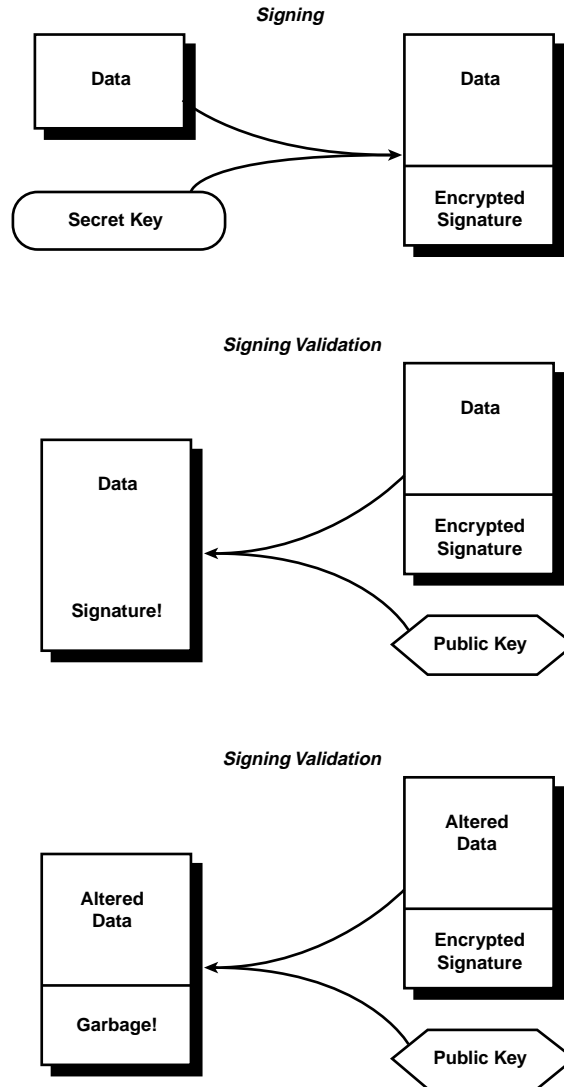 Signing
Data
Data
Secret Key
Encrypted
Signature
Signing Validation
Data
Data
Encrypted
Signature
Signature!
Public Key
Signing Validation
Altered
Data
Altered
Data
Encrypted
Signature
Garbage!
Public Key